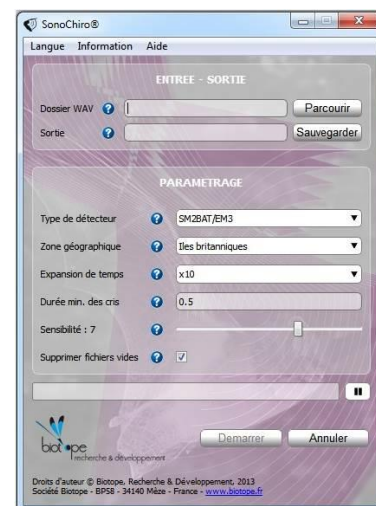 SonoChiro®
Langue Information Aide
ENTREE - SORTIE
Dossier WAV ? Parcourir
Sortie ? Sauvegarder
PARAMETRAGE
Type de détecteur ? SM2BAT/EM3
Zone géographique ? Iles britanniques
Expansion de temps ? x10
Durée min. des cris ? 0.5
Sensibilité : 7 ?
Supprimer fichiers vides ?
biotope
recherche & développement
Demarrer Annuler
Droits d'auteur © Biotope, Recherche & Développement, 2013
Société Biotope - BP58 - 34140 Mèze - France - www.biotope.fr